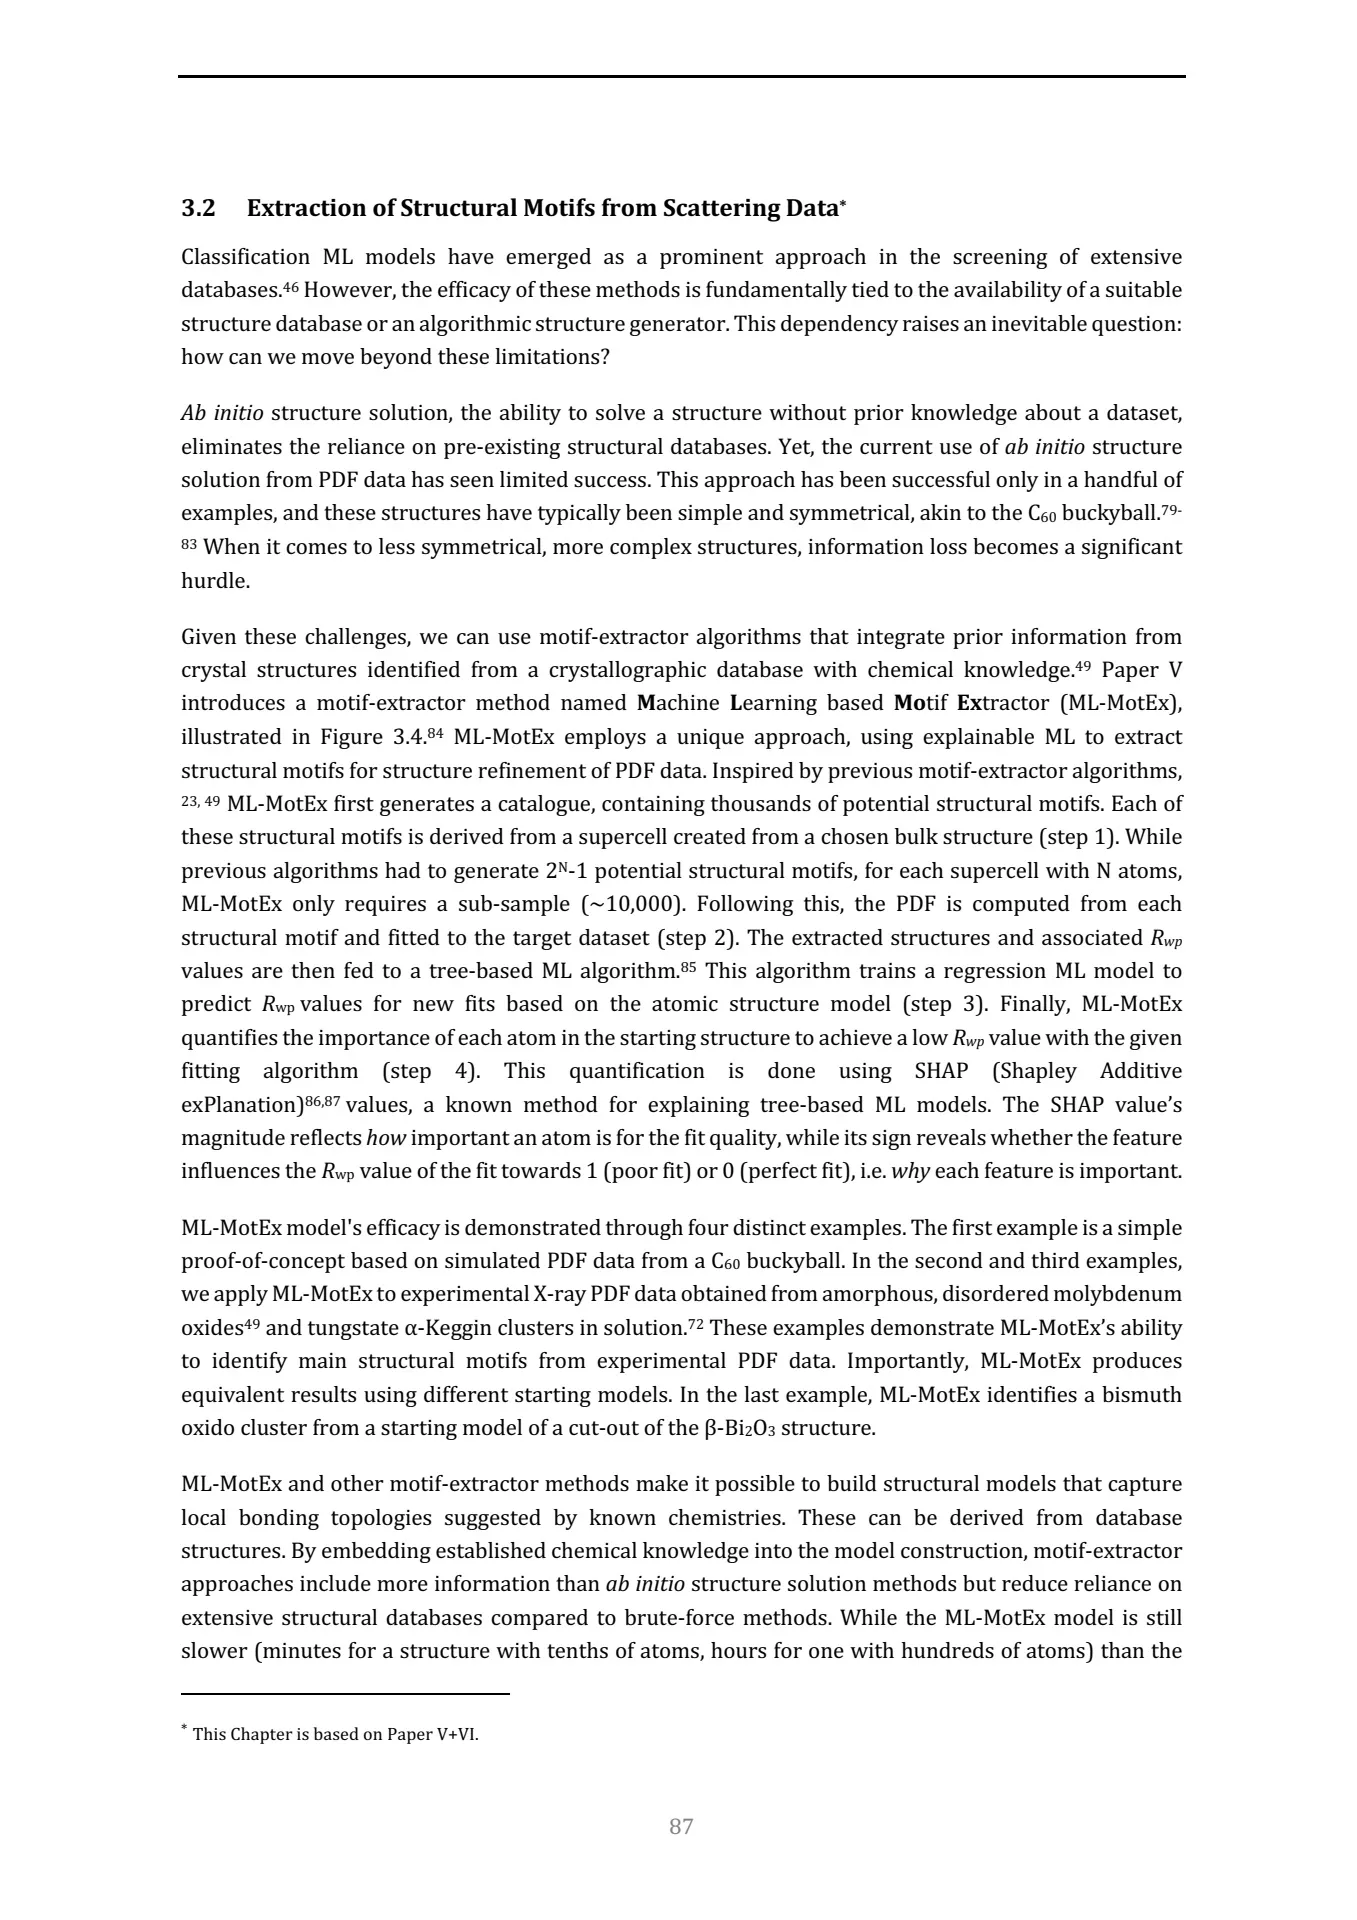 3.2 Extraction of Structural Motifs from Scattering Data*
Classification ML models have emerged as a prominent approach in the screening of extensive
databases.46 However, the efficacy of these methods is fundamentally tied to the availability of a suitable
structure database or an algorithmic structure generator. This dependency raises an inevitable question:
how can we move beyond these limitations?
Ab initio structure solution, the ability to solve a structure without prior knowledge about a dataset,
eliminates the reliance on pre-existing structural databases. Yet, the current use of ab initio structure
solution from PDF data has seen limited success. This approach has been successful only in a handful of
examples, and these structures have typically been simple and symmetrical, akin to the C60 buckyball.79-
83 When it comes to less symmetrical, more complex structures, information loss becomes a significant
hurdle.
Given these challenges, we can use motif-extractor algorithms that integrate prior information from
crystal structures identified from a crystallographic database with chemical knowledge.49 Paper V
introduces a motif-extractor method named Machine Learning based Motif Extractor (ML-MotEx),
illustrated in Figure 3.4.84 ML-MotEx employs a unique approach, using explainable ML to extract
structural motifs for structure refinement of PDF data. Inspired by previous motif-extractor algorithms,
23, 49 ML-MotEx first generates a catalogue, containing thousands of potential structural motifs. Each of
these structural motifs is derived from a supercell created from a chosen bulk structure (step 1). While
previous algorithms had to generate 2N-1 potential structural motifs, for each supercell with N atoms,
ML-MotEx only requires a sub-sample (~10,000). Following this, the PDF is computed from each
structural motif and fitted to the target dataset (step 2). The extracted structures and associated Rwp
values are then fed to a tree-based ML algorithm.85 This algorithm trains a regression ML model to
predict Rwp values for new fits based on the atomic structure model (step 3). Finally, ML-MotEx
quantifies the importance of each atom in the starting structure to achieve a low Rwp value with the given
fitting algorithm (step 4). This quantification is done using SHAP (Shapley Additive
exPlanation)86,87 values, a known method for explaining tree-based ML models. The SHAP value’s
magnitude reflects how important an atom is for the fit quality, while its sign reveals whether the feature
influences the Rwp value of the fit towards 1 (poor fit) or 0 (perfect fit), i.e. why each feature is important.
ML-MotEx model's efficacy is demonstrated through four distinct examples. The first example is a simple
proof-of-concept based on simulated PDF data from a C60 buckyball. In the second and third examples,
we apply ML-MotEx to experimental X-ray PDF data obtained from amorphous, disordered molybdenum
oxides49 and tungstate α-Keggin clusters in solution.72 These examples demonstrate ML-MotEx’s ability
to identify main structural motifs from experimental PDF data. Importantly, ML-MotEx produces
equivalent results using different starting models. In the last example, ML-MotEx identifies a bismuth
oxido cluster from a starting model of a cut-out of the β-Bi2O3 structure.
ML-MotEx and other motif-extractor methods make it possible to build structural models that capture
local bonding topologies suggested by known chemistries. These can be derived from database
structures. By embedding established chemical knowledge into the model construction, motif-extractor
approaches include more information than ab initio structure solution methods but reduce reliance on
extensive structural databases compared to brute-force methods. While the ML-MotEx model is still
slower (minutes for a structure with tenths of atoms, hours for one with hundreds of atoms) than the
* This Chapter is based on Paper V+VI.
87